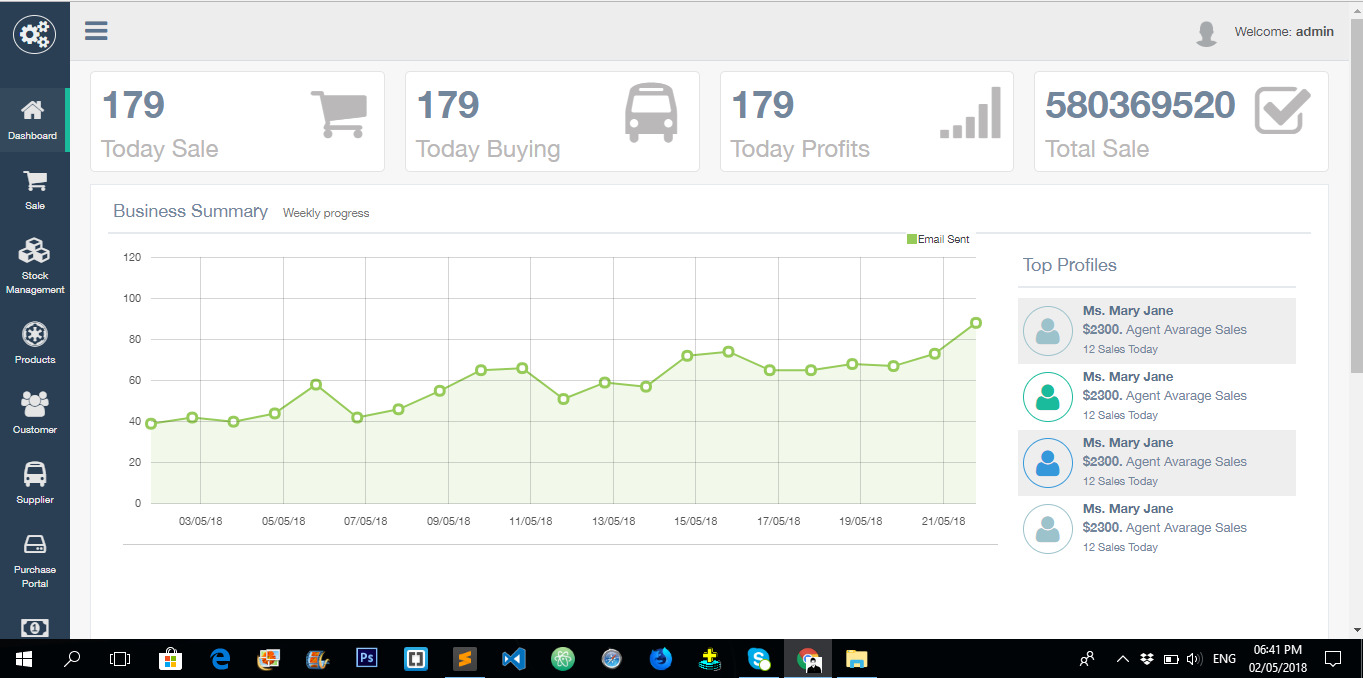 Welcome: admin
Dashboard
Sale
Stock
Management
Products
Customer
Supplier
Purchase
Portal
179
Today Sale
179
Today Buying
179
Today Profits
580369520
Total Sale
Business Summary Weekly progress
Email Sent
120
100
80
60
40
20
0
03/05/18 05/05/18 07/05/18 09/05/18 11/05/18 13/05/18 15/05/18 17/05/18 19/05/18 21/05/18
Top Profiles
Ms. Mary Jane
$2300. Agent Avarage Sales
12 Sales Today
Ms. Mary Jane
$2300. Agent Avarage Sales
12 Sales Today
Ms. Mary Jane
$2300. Agent Avarage Sales
12 Sales Today
Ms. Mary Jane
$2300. Agent Avarage Sales
12 Sales Today
Ps
ENG
06:41 PM
02/05/2018